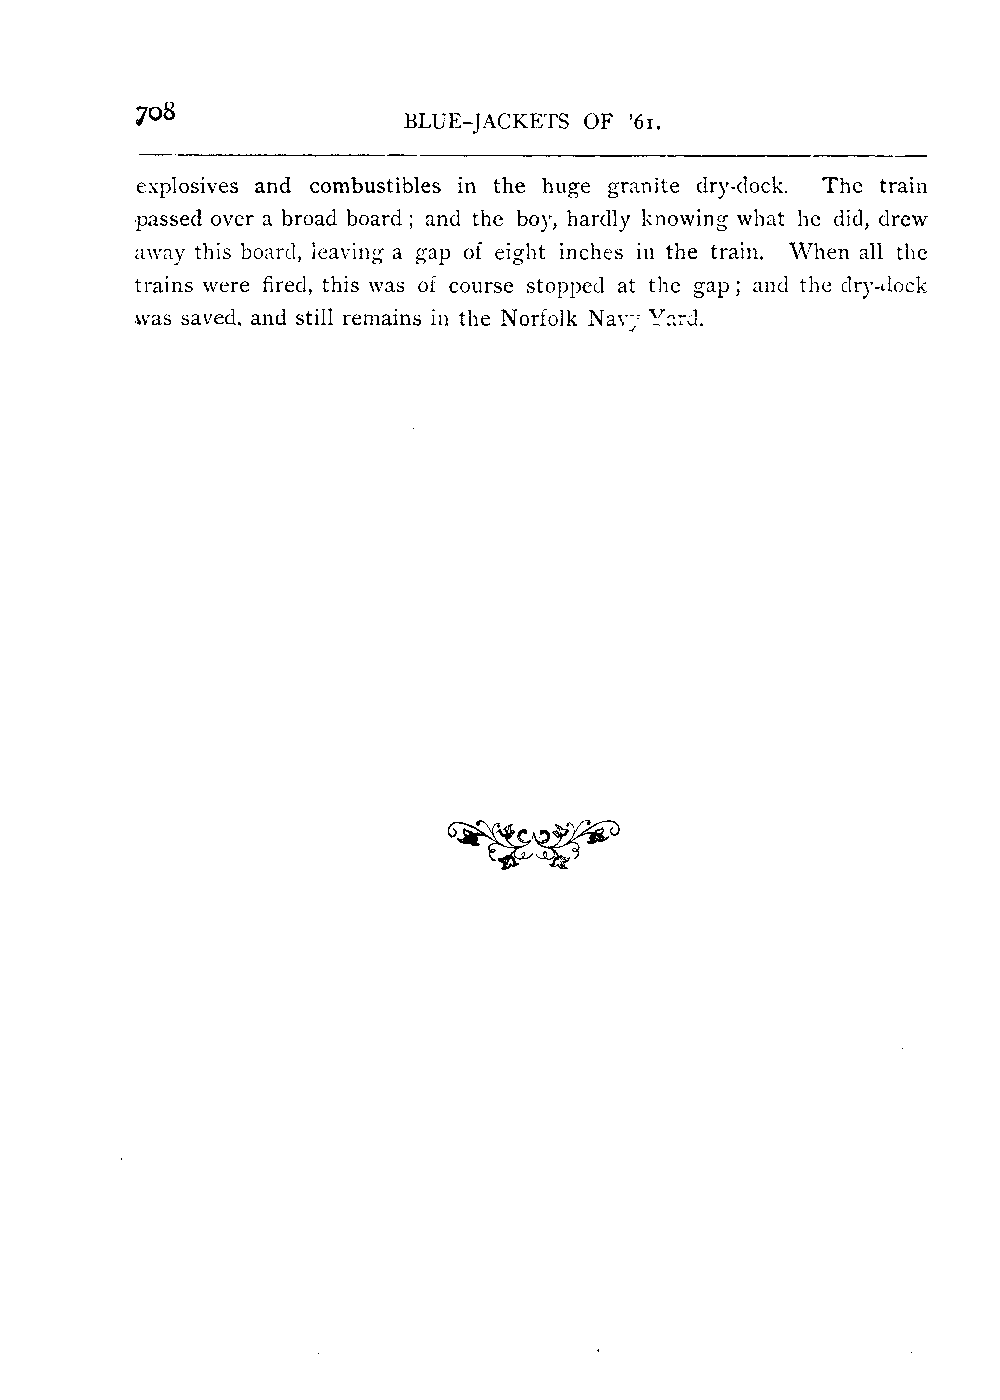 708
BLUE-JACKETS OF '61.
explosives and combustibles in the huge granite dry-dock. The train
passed over a broad board; and the boy, hardly knowing what he did, drew
away this board, leaving a gap of eight inches in the train. When all the
trains were fired, this was of course stopped at the gap; and the dry-dock
was saved, and still remains in the Norfolk Navy Yard.